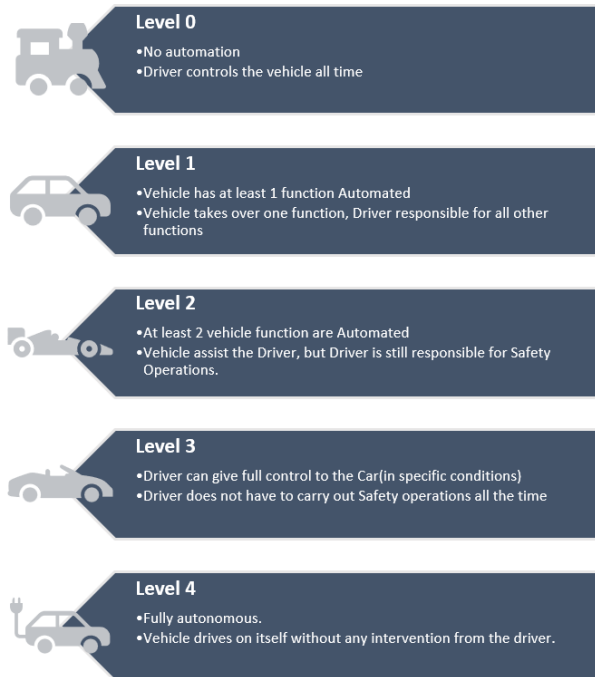 Level 0
•No automation
•Driver controls the vehicle all time
Level 1
•Vehicle has at least 1 function Automated
•Vehicle takes over one function, Driver responsible for all other
functions
Level 2
•At least 2 vehicle function are Automated
•Vehicle assist the Driver, but Driver is still responsible for Safety
Operations.
Level 3
•Driver can give full control to the Car(in specific conditions)
•Driver does not have to carry out Safety operations all the time
Level 4
•Fully autonomous.
•Vehicle drives on itself without any intervention from the driver.